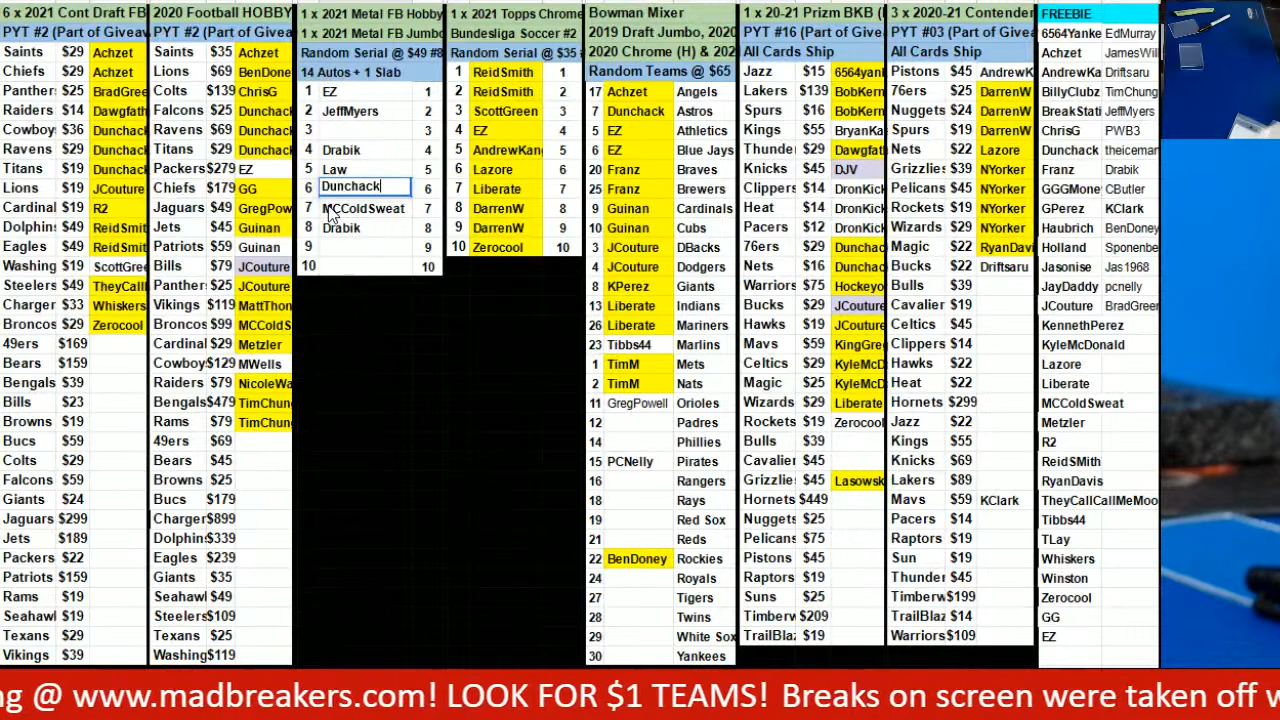 6 x 2021 Cont Draft FB
PYT #2 (Part of Giveav
Saints $29 Achzet
Chiefs $29 Achzet
Panthers $25 BradGree
Raiders $14 Dawgfath
Cowboys $36 Dunchack
Ravens $29 Dunchack
Titans $19 Dunchack
Lions $19 JCouture
Cardinal $19 R2
Dolphins $49 ReidSmit
Eagles $49 ReidSmit
Washing $19 ScottGree
Steelers $49 TheyCall
Charger $33 Whiskers
Broncos $29 Zerocool
49ers $169
Bears $159
Bengals $39
Bills $23
Browns $19
Bucs $59
Colts $29
Falcons $59
Giants $24
Jaguars $299
Jets $189
Packers $22
Patriots $159
Rams $19
Seahaw $19
Texans $29
Vikings $39
2020 Football HOBBY
PYT #2 (Part of Giveav
Saints $35 Achzet
Lions $69 BenDone
Colts $139 ChrisG
Falcons $25 Dunchack
Ravens $69 Dunchack
Titans $29 Dunchack
Packers $279 EZ
Chiefs $179 GG
Jaguars $49 GregPow
Jets $45 Guinan
Patriots $59 Guinan
Bills $79 JCouture
Panthers $25 JCouture
Vikings $119 MattThon
Broncos $99 MCColdS
Cardinal $29 Metzler
Cowboy $129 MWells
Raiders $79 NicoleWa
Bengals $479 TimChung
Rams $79 TimChung
49ers $69
Bears $45
Browns $25
Bucs $179
Charger $899
Dolphin $339
Eagles $239
Giants $35
Seahaw $49
Steelers $109
Texans $25
Washing $119
1 x 2021 Metal FB Hobby
1 x 2021 Metal FB Jumbo
Random Serial @ $49 #8
14 Autos + 1 Slab
1 EZ 1
2 JeffMyers 2
3 3
4 Drabik 4
5 Law 5
6 Dunchack 6
7 MCColdSweat 7
8 Drabik 8
9 9
10 10
1 x 2021 Topps Chrome
Bundesliga Soccer #2
Random Serial @ $35 #
1 ReidSmith 1
2 ReidSmith 2
3 ScottGreen 3
4 EZ 4
5 AndrewKan 5
6 Lazore 6
7 Liberate 7
8 DarrenW 8
9 DarrenW 9
10 Zerocool 10
Bowman Mixer
2019 Draft Jumbo, 2020
2020 Chrome (H) & 202
Random Teams @ $65
17 Achzet Angels
7 Dunchack Astros
5 EZ Athletics
6 EZ Blue Jays
20 Franz Braves
25 Franz Brewers
9 Guinan Cardinals
10 Guinan Cubs
3 JCouture DBacks
4 JCouture Dodgers
8 KPerez Giants
13 Liberate Indians
26 Liberate Mariners
23 Tibbs44 Marlins
1 TimM Mets
2 TimM Nats
11 GregPowell Orioles
12 Padres
14 Phillies
15 PCNelly Pirates
16 Rangers
18 Rays
19 Red Sox
21 Reds
22 BenDoney Rockies
24 Royals
27 Tigers
28 Twins
29 White Sox
30 Yankees
1 x 20-21 Prizm BKB (
PYT #16 (Part of Givea
All Cards Ship
Jazz $15 6564yank
Lakers $139 BobKern
Spurs $16 BobKern
Kings $55 BryanKa
Thunde $29 Dawgfat
Knicks $45 DJV
Clippers $14 DronKick
Heat $14 DronKick
Pacers $12 DronKick
76ers $29 Dunchac
Nets $16 Dunchac
Warriors $75 Hockeyo
Bucks $29 JCouture
Hawks $19 JCouture
Mavs $59 KingGre
Celtics $29 KyleMcD
Magic $25 KyleMcD
Wizards $29 Liberate
Rockets $19 Zerocool
Bulls $39
Cavalier $45
Grizzlie $45 Lasowsk
Hornets $449
Nuggets $25
Pelicans $75
Pistons $45
Raptors $19
Suns $25
Timberw $209
TrailBlaz $19
3 x 2020-21 Contender
PYT #03 (Part of Givea
All Cards Ship
Pistons $45 AndrewK
76ers $25 DarrenW
Nuggets $24 DarrenW
Spurs $19 DarrenW
Nets $22 Lazore
Grizzlies $39 NYorker
Pelicans $45 NYorker
Rockets $19 NYorker
Wizards $29 NYorker
Magic $22 RyanDavi
Bucks $22 Driftsaru
Bulls $39
Cavalier $19
Celtics $45
Clippers $14
Hawks $22
Heat $22
Hornets $299
Jazz $22
Kings $55
Knicks $69
Lakers $89
Mavs $59 KClark
Pacers $14
Raptors $19
Sun $19
Thunder $45
Timberw $199
TrailBlaz $14
Warriors $109
FREEBIE
6564Yanke EdMurray
Achzet JamesWil
AndrewKa Driftsaru
BillyClubz TimChung
BreakStati JeffMyers
ChrisG PWB3
Dunchack theiceman
Franz Drabik
GGGMone CButler
GPerez KClark
Haubrich BenDoney
Holland Sponenbe
Jasonise Jas1968
JayDaddy pcnelly
JCouture BradGreen
KennethPerez
KyleMcDonald
Lazore
Liberate
MCColdSweat
Metzler
R2
ReidSMith
RyanDavis
TheyCallCallMeMoo
Tibbs44
TLay
Whiskers
Winston
Zerocool
GG
EZ
g @ www.madbreakers.com! LOOK FOR $1 TEAMS! Breaks on screen were taken off w